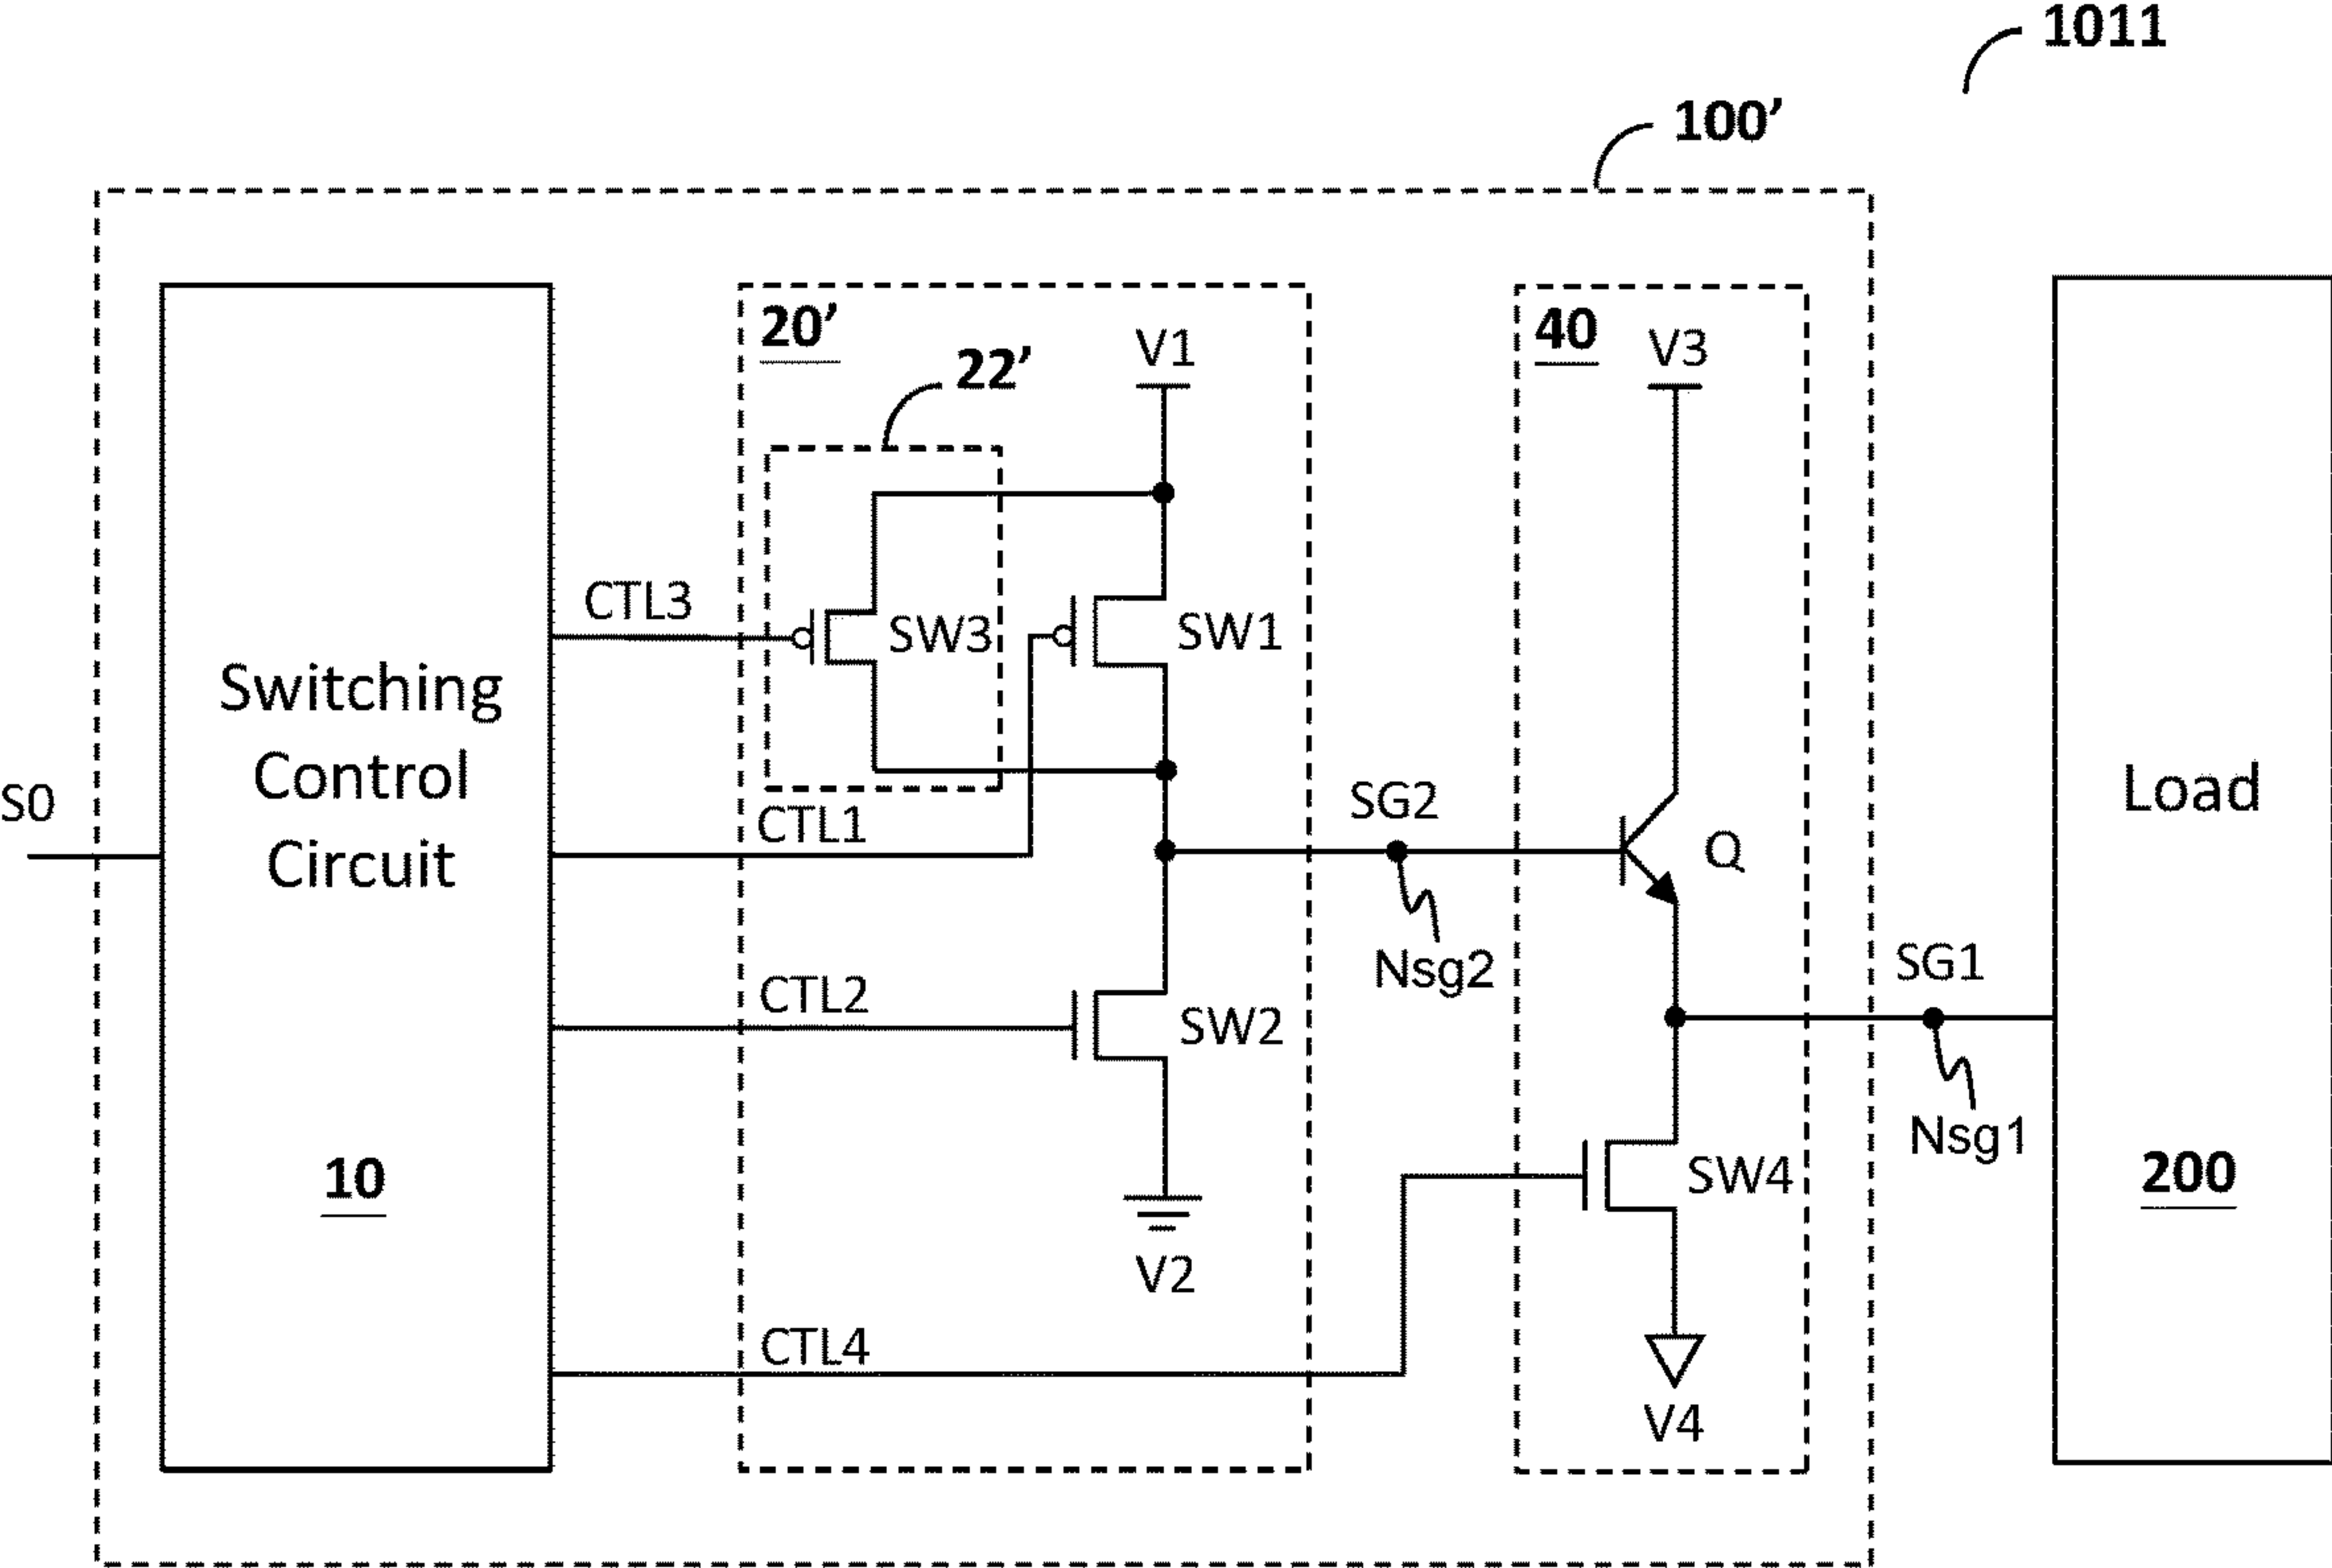 1011
100’
20’
V1
40
V3
22’
CTL3
SW3
SW1
Switching
Control
Circuit
S0
CTL1
SG2
Q
Load
Nsg2
SG1
CTL2
SW2
Nsg1
10
SW4
200
V2
CTL4
V4